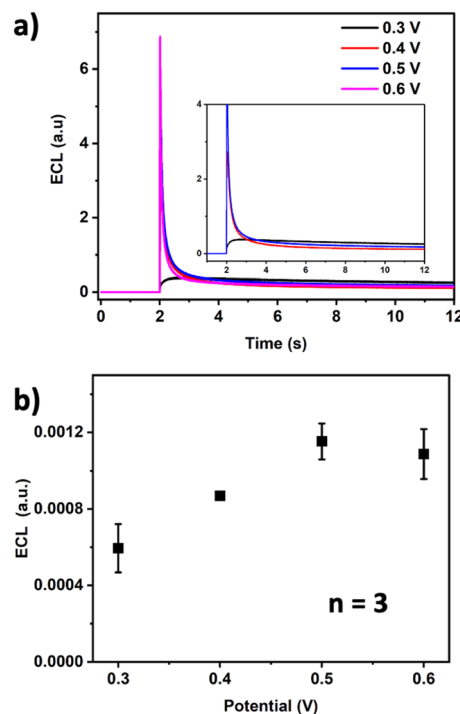 a)
0.3 V
0.4 V
0.5 V
0.6 V
ECL (a.u)
6
4
2
0
4
2
0
2 4 6 8 10 12
0 2 4 6 8 10 12
Time (s)
b)
ECL (a.u.)
0.0012
0.0008
0.0004
0.0000
n = 3
0.3 0.4 0.5 0.6
Potential (V)